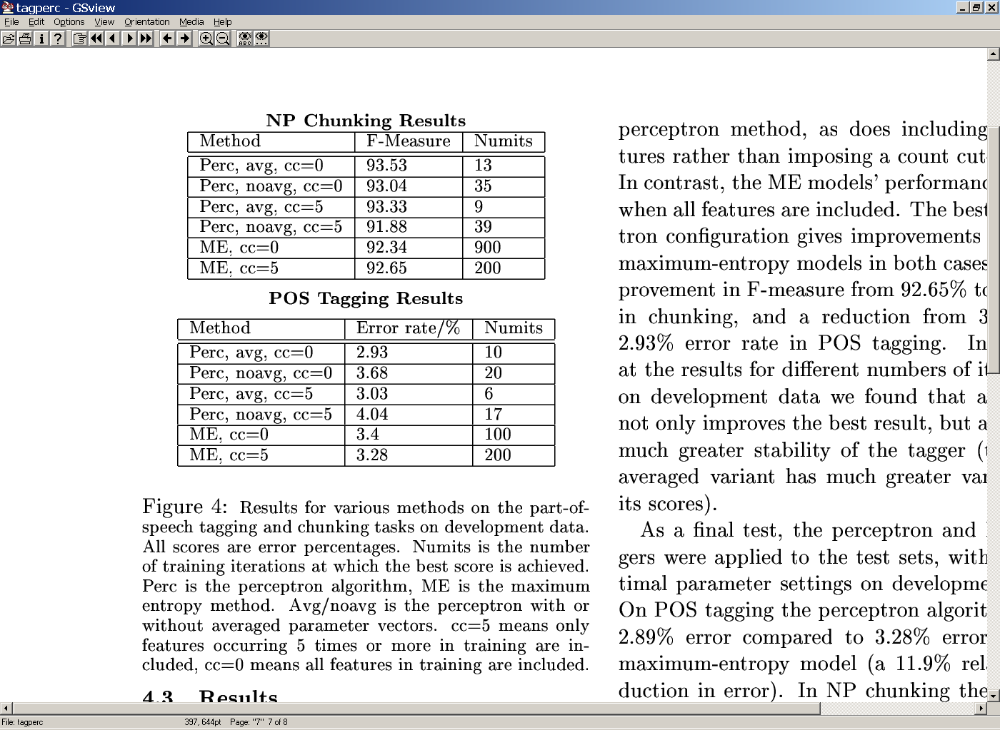 tagperc - GSview
File Edit Options View Orientation Media Help
NP Chunking Results
Method F-Measure Numits
Perc, avg, cc=0 93.53 13
Perc, noavg, cc=0 93.04 35
Perc, avg, cc=5 93.33 9
Perc, noavg, cc=5 91.88 39
ME, cc=0 92.34 900
ME, cc=5 92.65 200
POS Tagging Results
Method Error rate/% Numits
Perc, avg, cc=0 2.93 10
Perc, noavg, cc=0 3.68 20
Perc, avg, cc=5 3.03 6
Perc, noavg, cc=5 4.04 17
ME, cc=0 3.4 100
ME, cc=5 3.28 200
Figure 4: Results for various methods on the part-of-
speech tagging and chunking tasks on development data.
All scores are error percentages. Numits is the number
of training iterations at which the best score is achieved.
Perc is the perceptron algorithm, ME is the maximum
entropy method. Avg/noavg is the perceptron with or
without averaged parameter vectors. cc=5 means only
features occurring 5 times or more in training are in-
cluded, cc=0 means all features in training are included.
4.3 Results
perceptron method, as does including
tures rather than imposing a count cut
In contrast, the ME models' performanc
when all features are included. The best
tron configuration gives improvements
maximum-entropy models in both cases
provement in F-measure from 92.65% to
in chunking, and a reduction from 3
2.93% error rate in POS tagging. In
at the results for different numbers of it
on development data we found that a
not only improves the best result, but a
much greater stability of the tagger (t
averaged variant has much greater var
its scores).
As a final test, the perceptron and
gers were applied to the test sets, with
timal parameter settings on developme
On POS tagging the perceptron algorit
2.89% error compared to 3.28% error
maximum-entropy model (a 11.9% rel
duction in error). In NP chunking the
File: tagperc 397, 644pt Page: "7" 7 of 8